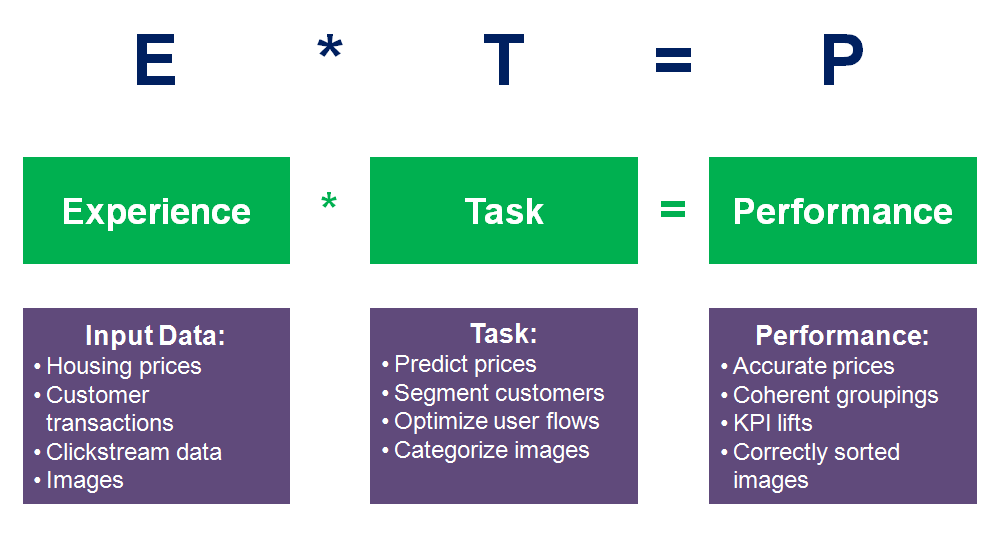 E * T = P
Experience * Task = Performance
Input Data:
• Housing prices
• Customer
transactions
• Clickstream data
• Images
Task:
• Predict prices
• Segment customers
• Optimize user flows
• Categorize images
Performance:
• Accurate prices
• Coherent groupings
• KPI lifts
• Correctly sorted
images